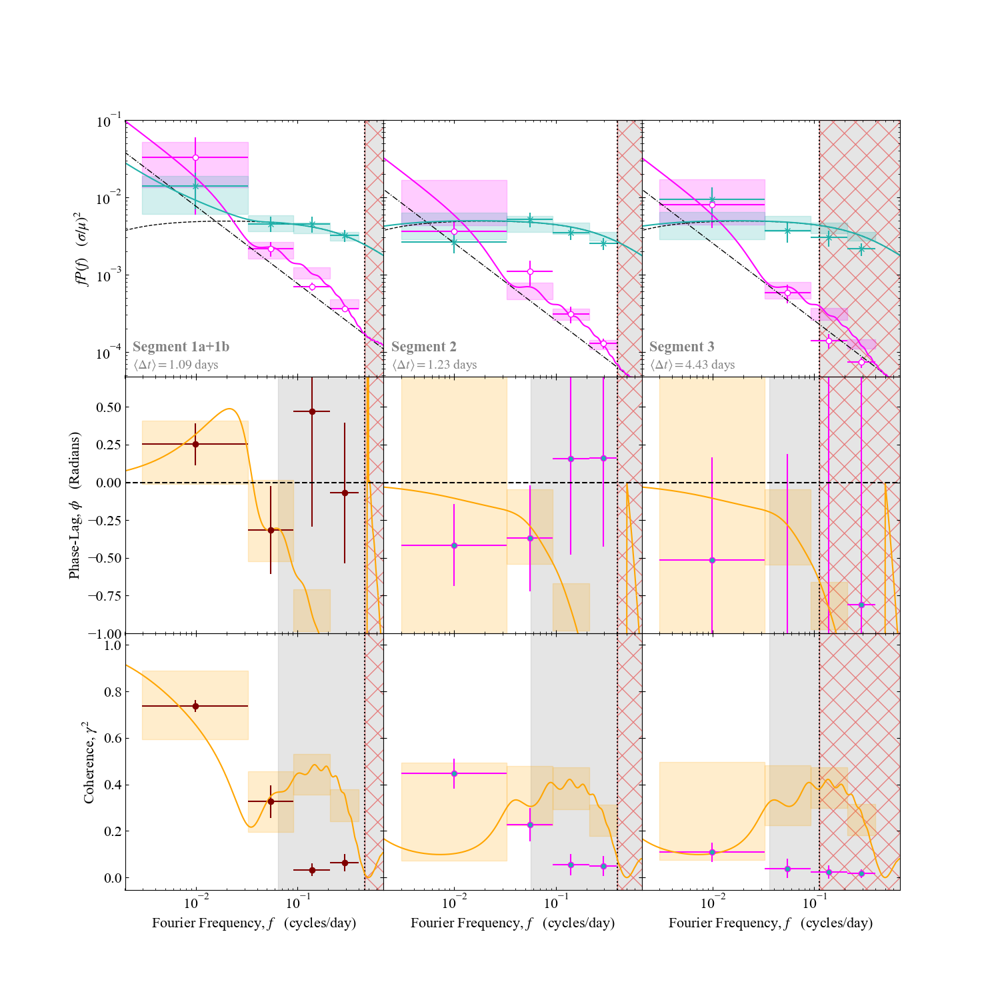 10⁻¹
10⁻²
10⁻³
10⁻⁴
fP(f) (σ/μ)²
Segment 1a+1b
⟨Δt⟩ = 1.09 days
Segment 2
⟨Δt⟩ = 1.23 days
Segment 3
⟨Δt⟩ = 4.43 days
0.50
0.25
0.00
−0.25
−0.50
−0.75
−1.00
Phase-Lag, ϕ (Radians)
1.0
0.8
0.6
0.4
0.2
0.0
Coherence, γ²
10⁻² 10⁻¹ 10⁻² 10⁻¹ 10⁻² 10⁻¹
Fourier Frequency, f (cycles/day) Fourier Frequency, f (cycles/day) Fourier Frequency, f (cycles/day)